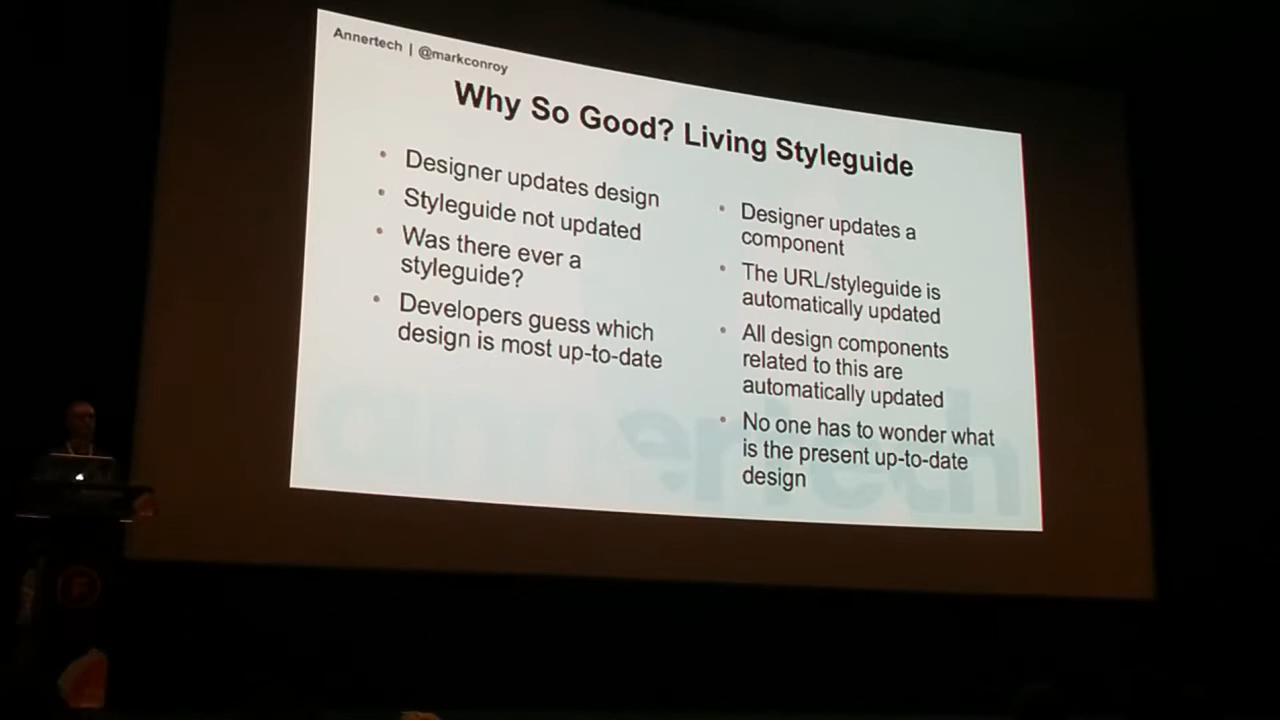 Annertech | @markconroy
Why So Good? Living Styleguide
Designer updates design
Styleguide not updated
Was there ever a
styleguide?
Developers guess which
design is most up-to-date
Designer updates a
component
The URL/styleguide is
automatically updated
All design components
related to this are
automatically updated
No one has to wonder what
is the present up-to-date
design
annertech